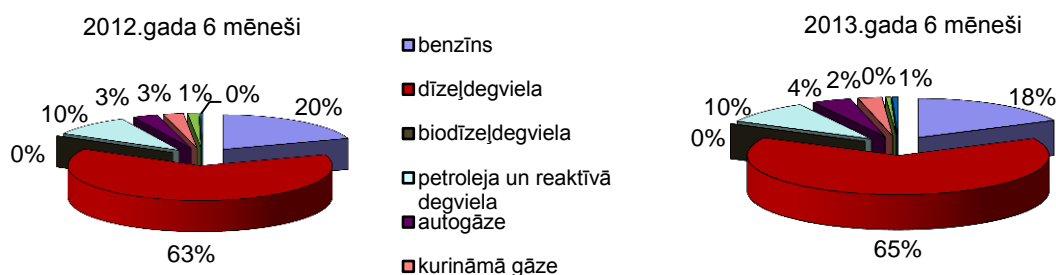 2012.gada 6 mēneši
0%
10%
3%
3%
1%
0%
20%
63%
benzīns
dīzeļdegviela
biodīzeļdegviela
petroleja un reaktīvā
degviela
autogāze
kurināmā gāze
2013.gada 6 mēneši
0%
10%
4%
2%
0%
1%
18%
65%